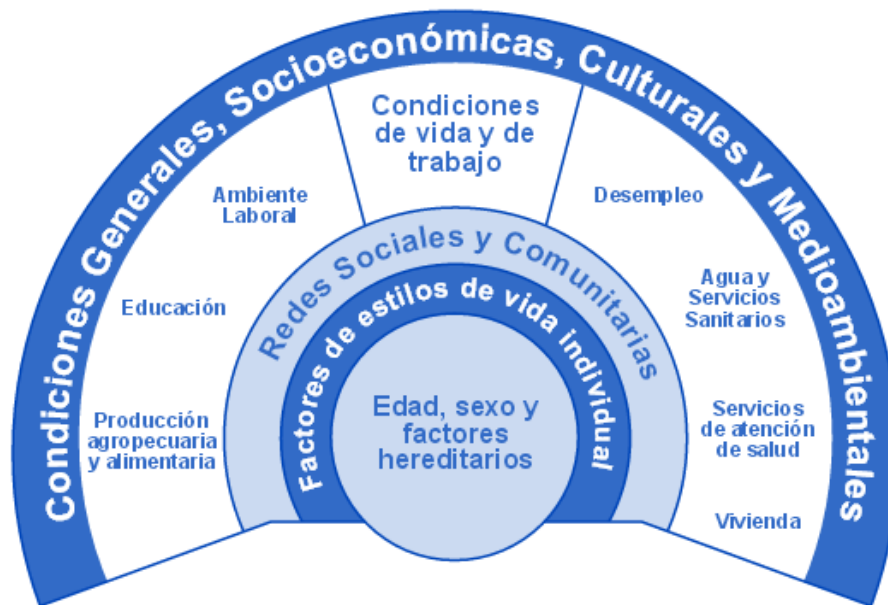 Condiciones Generales, Socioeconómicas, Culturales y Medioambientales
Condiciones
de vida y de
trabajo
Ambiente
Laboral
Desempleo
Redes Sociales y Comunitarias
Educación
Agua y
Servicios
Sanitarios
Factores de estilos de vida individual
Producción
agropecuaria
y alimentaria
Edad, sexo y
factores
hereditarios
Servicios
de atención
de salud
Vivienda